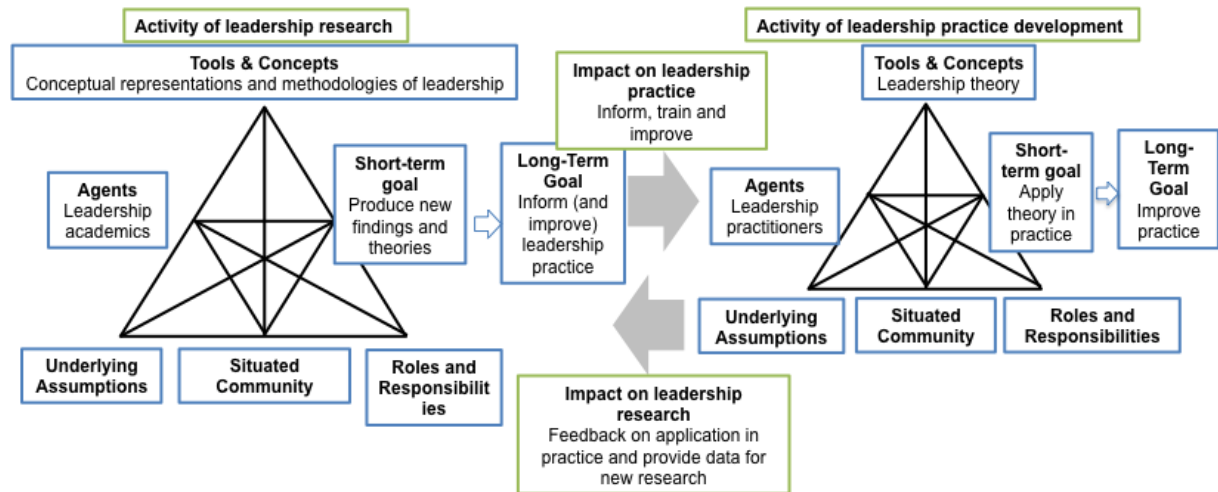 Activity of leadership research
Tools & Concepts
Conceptual representations and methodologies of leadership
Agents
Leadership
academics
Short-term
goal
Produce new
findings and
theories
Long-Term
Goal
Inform (and
improve)
leadership
practice
Underlying
Assumptions
Situated
Community
Roles and
Responsibilit
ies
Impact on leadership
practice
Inform, train and
improve
Impact on leadership
research
Feedback on application in
practice and provide data for
new research
Activity of leadership practice development
Tools & Concepts
Leadership theory
Agents
Leadership
practitioners
Short-
term goal
Apply
theory in
practice
Long-
Term
Goal
Improve
practice
Underlying
Assumptions
Situated
Community
Roles and
Responsibilities